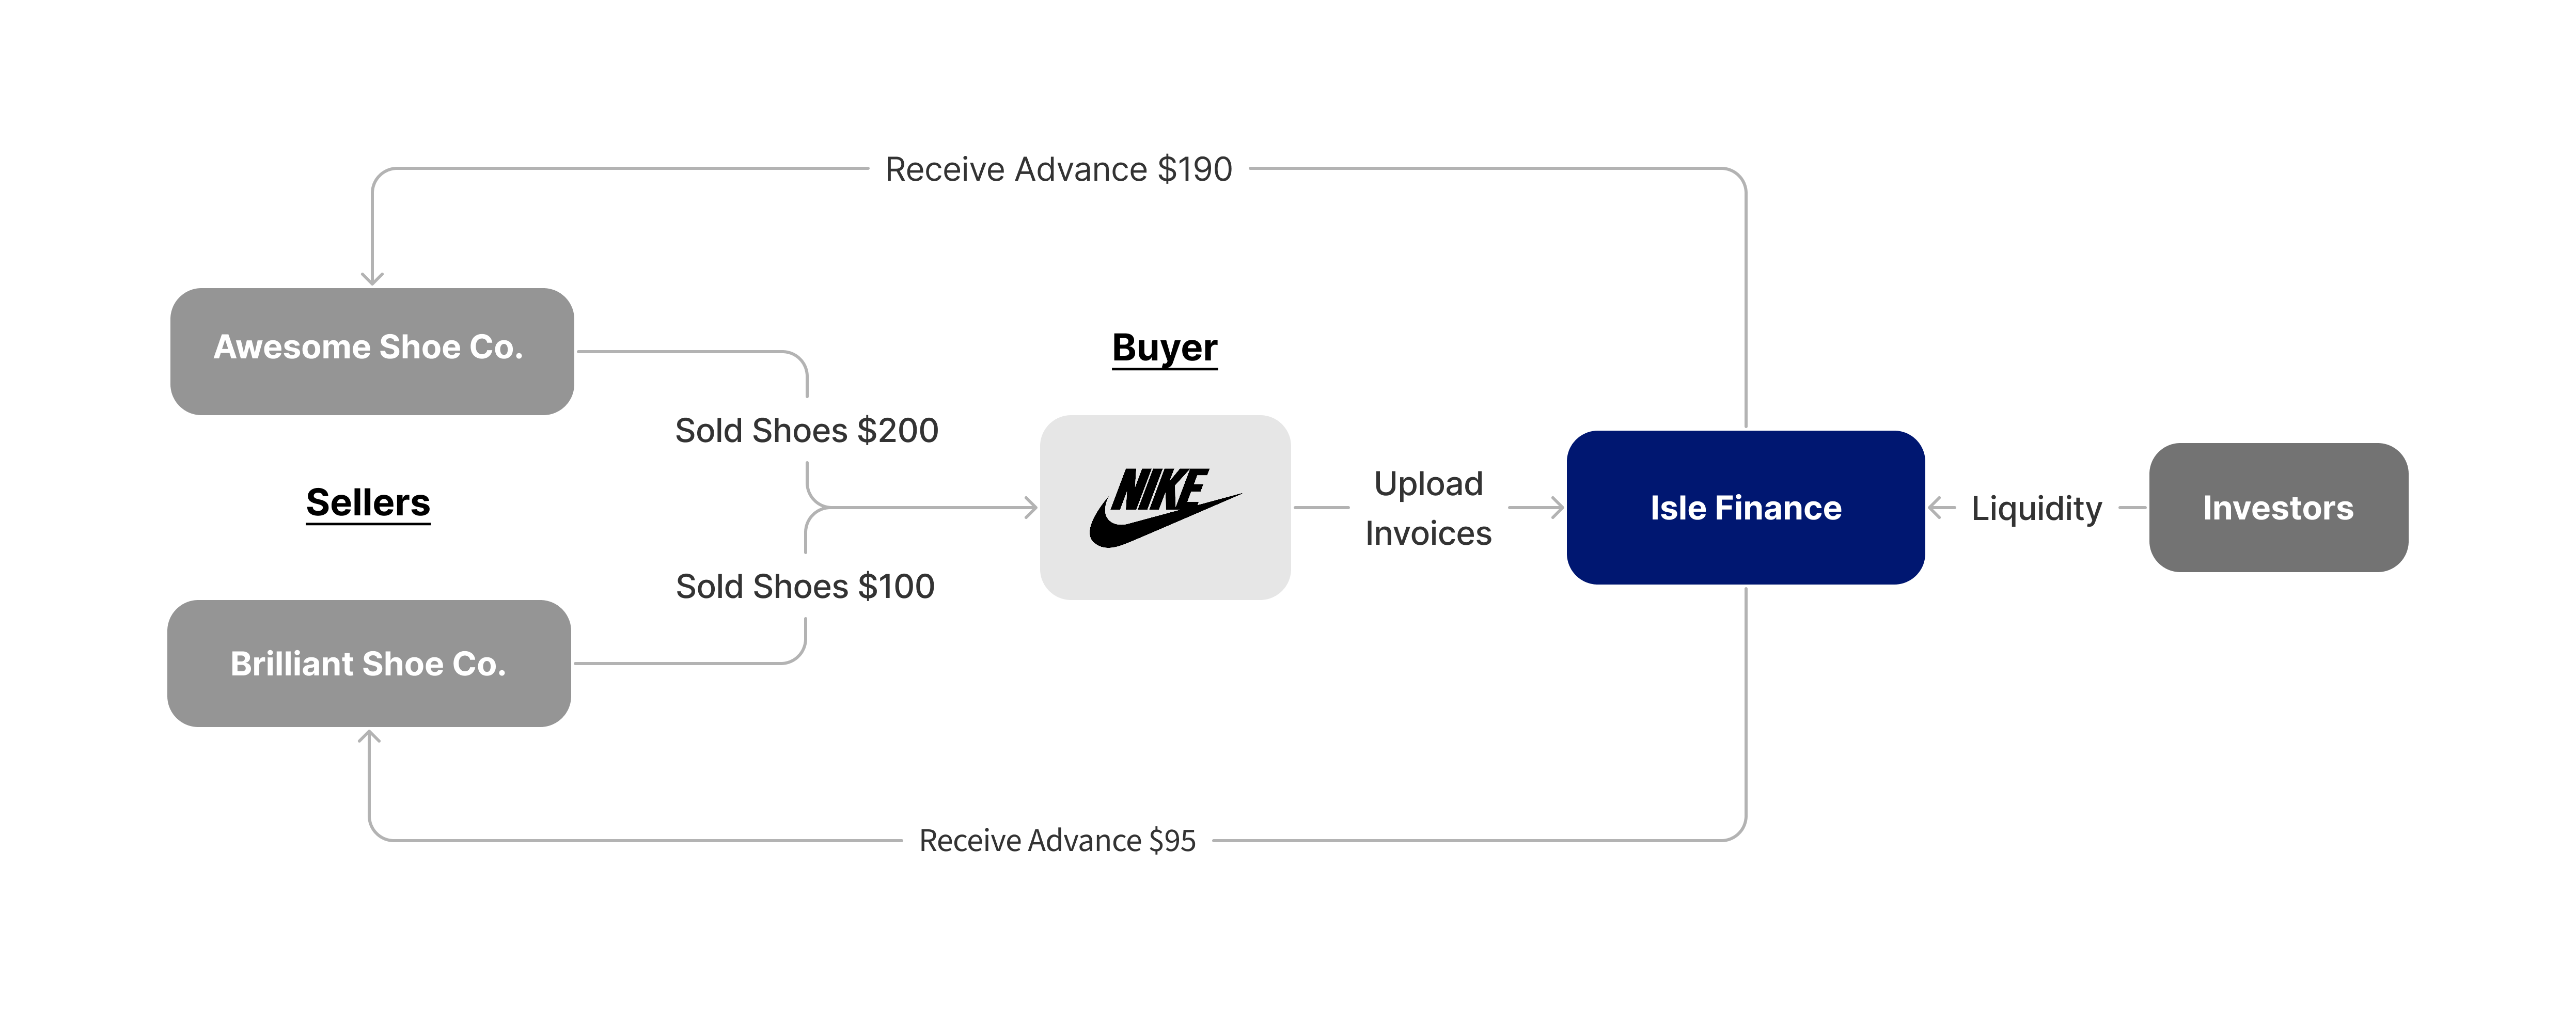 Receive Advance $190
Awesome Shoe Co.
Buyer
Sold Shoes $200
Sellers
NIKE
Upload
Invoices
Isle Finance
Liquidity
Investors
Sold Shoes $100
Brilliant Shoe Co.
Receive Advance $95